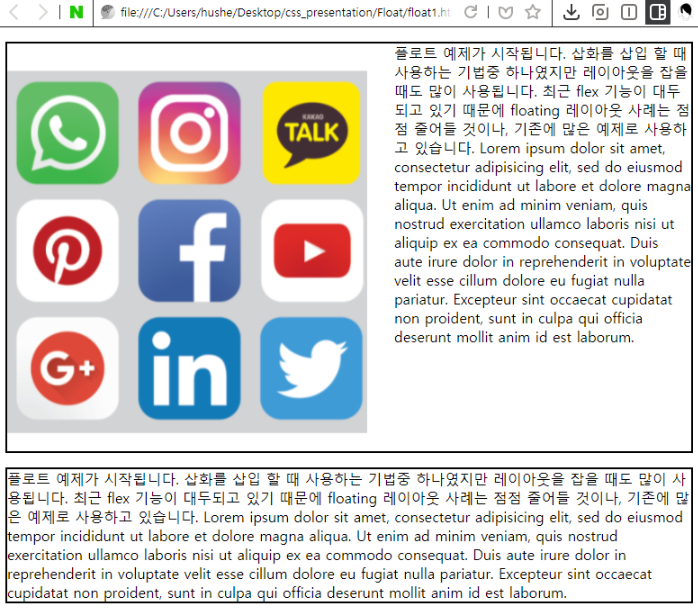 file:///C:/Users/hushe/Desktop/css_presentation/Float/float1.ht
플로트 예제가 시작됩니다. 삽화를 삽입 할 때
사용하는 기법중 하나였지만 레이아웃을 잡을
때도 많이 사용됩니다. 최근 flex 기능이 대두
되고 있기 때문에 floating 레이아웃 사례는 점
점 줄어들 것이나, 기존에 많은 예제로 사용하
고 있습니다. Lorem ipsum dolor sit amet,
consectetur adipisicing elit, sed do eiusmod
tempor incididunt ut labore et dolore magna
aliqua. Ut enim ad minim veniam, quis
nostrud exercitation ullamco laboris nisi ut
aliquip ex ea commodo consequat. Duis
aute irure dolor in reprehenderit in voluptate
velit esse cillum dolore eu fugiat nulla
pariatur. Excepteur sint occaecat cupidatat
non proident, sunt in culpa qui officia
deserunt mollit anim id est laborum.
KAKAO
TALK
f
G+
in
플로트 예제가 시작됩니다. 삽화를 삽입 할 때 사용하는 기법중 하나였지만 레이아웃을 잡을 때도 많이 사
용됩니다. 최근 flex 기능이 대두되고 있기 때문에 floating 레이아웃 사례는 점점 줄어들 것이나, 기존에 많
은 예제로 사용하고 있습니다. Lorem ipsum dolor sit amet, consectetur adipisicing elit, sed do eiusmod
tempor incididunt ut labore et dolore magna aliqua. Ut enim ad minim veniam, quis nostrud
exercitation ullamco laboris nisi ut aliquip ex ea commodo consequat. Duis aute irure dolor in
reprehenderit in voluptate velit esse cillum dolore eu fugiat nulla pariatur. Excepteur sint occaecat
cupidatat non proident, sunt in culpa qui officia deserunt mollit anim id est laborum.